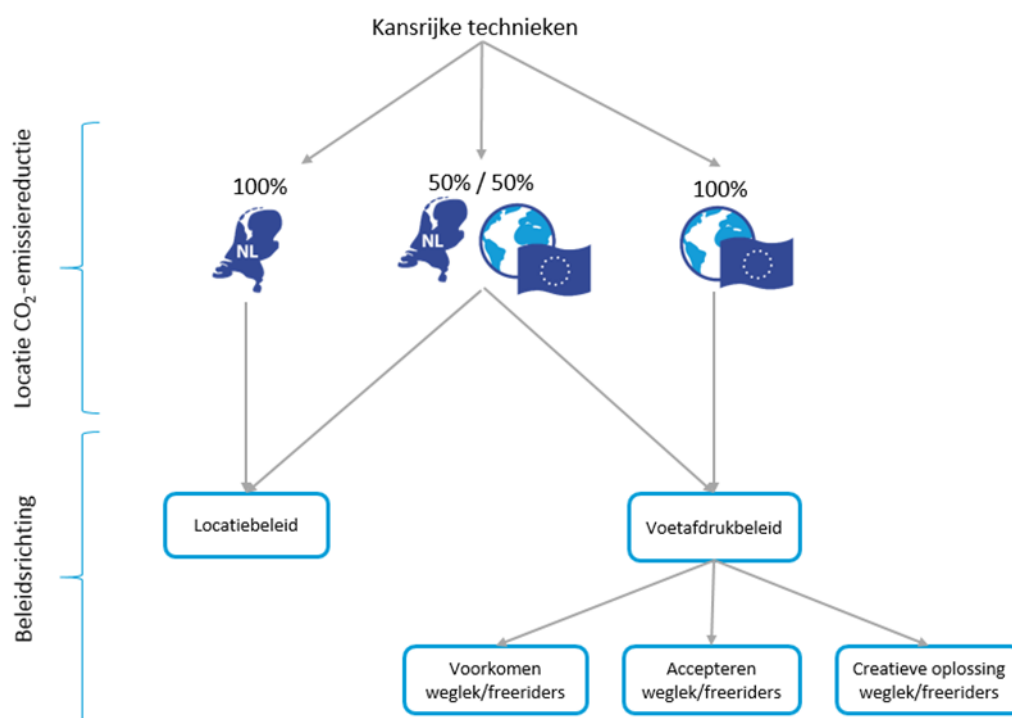 Kansrijke technieken
Locatie CO₂-emissiereductie
100%
50% / 50%
100%
NL
NL
Beleidsrichting
Locatiebeleid
Voetafdrukbeleid
Voorkomen
weglek/freeriders
Accepteren
weglek/freeriders
Creatieve oplossing
weglek/freeriders